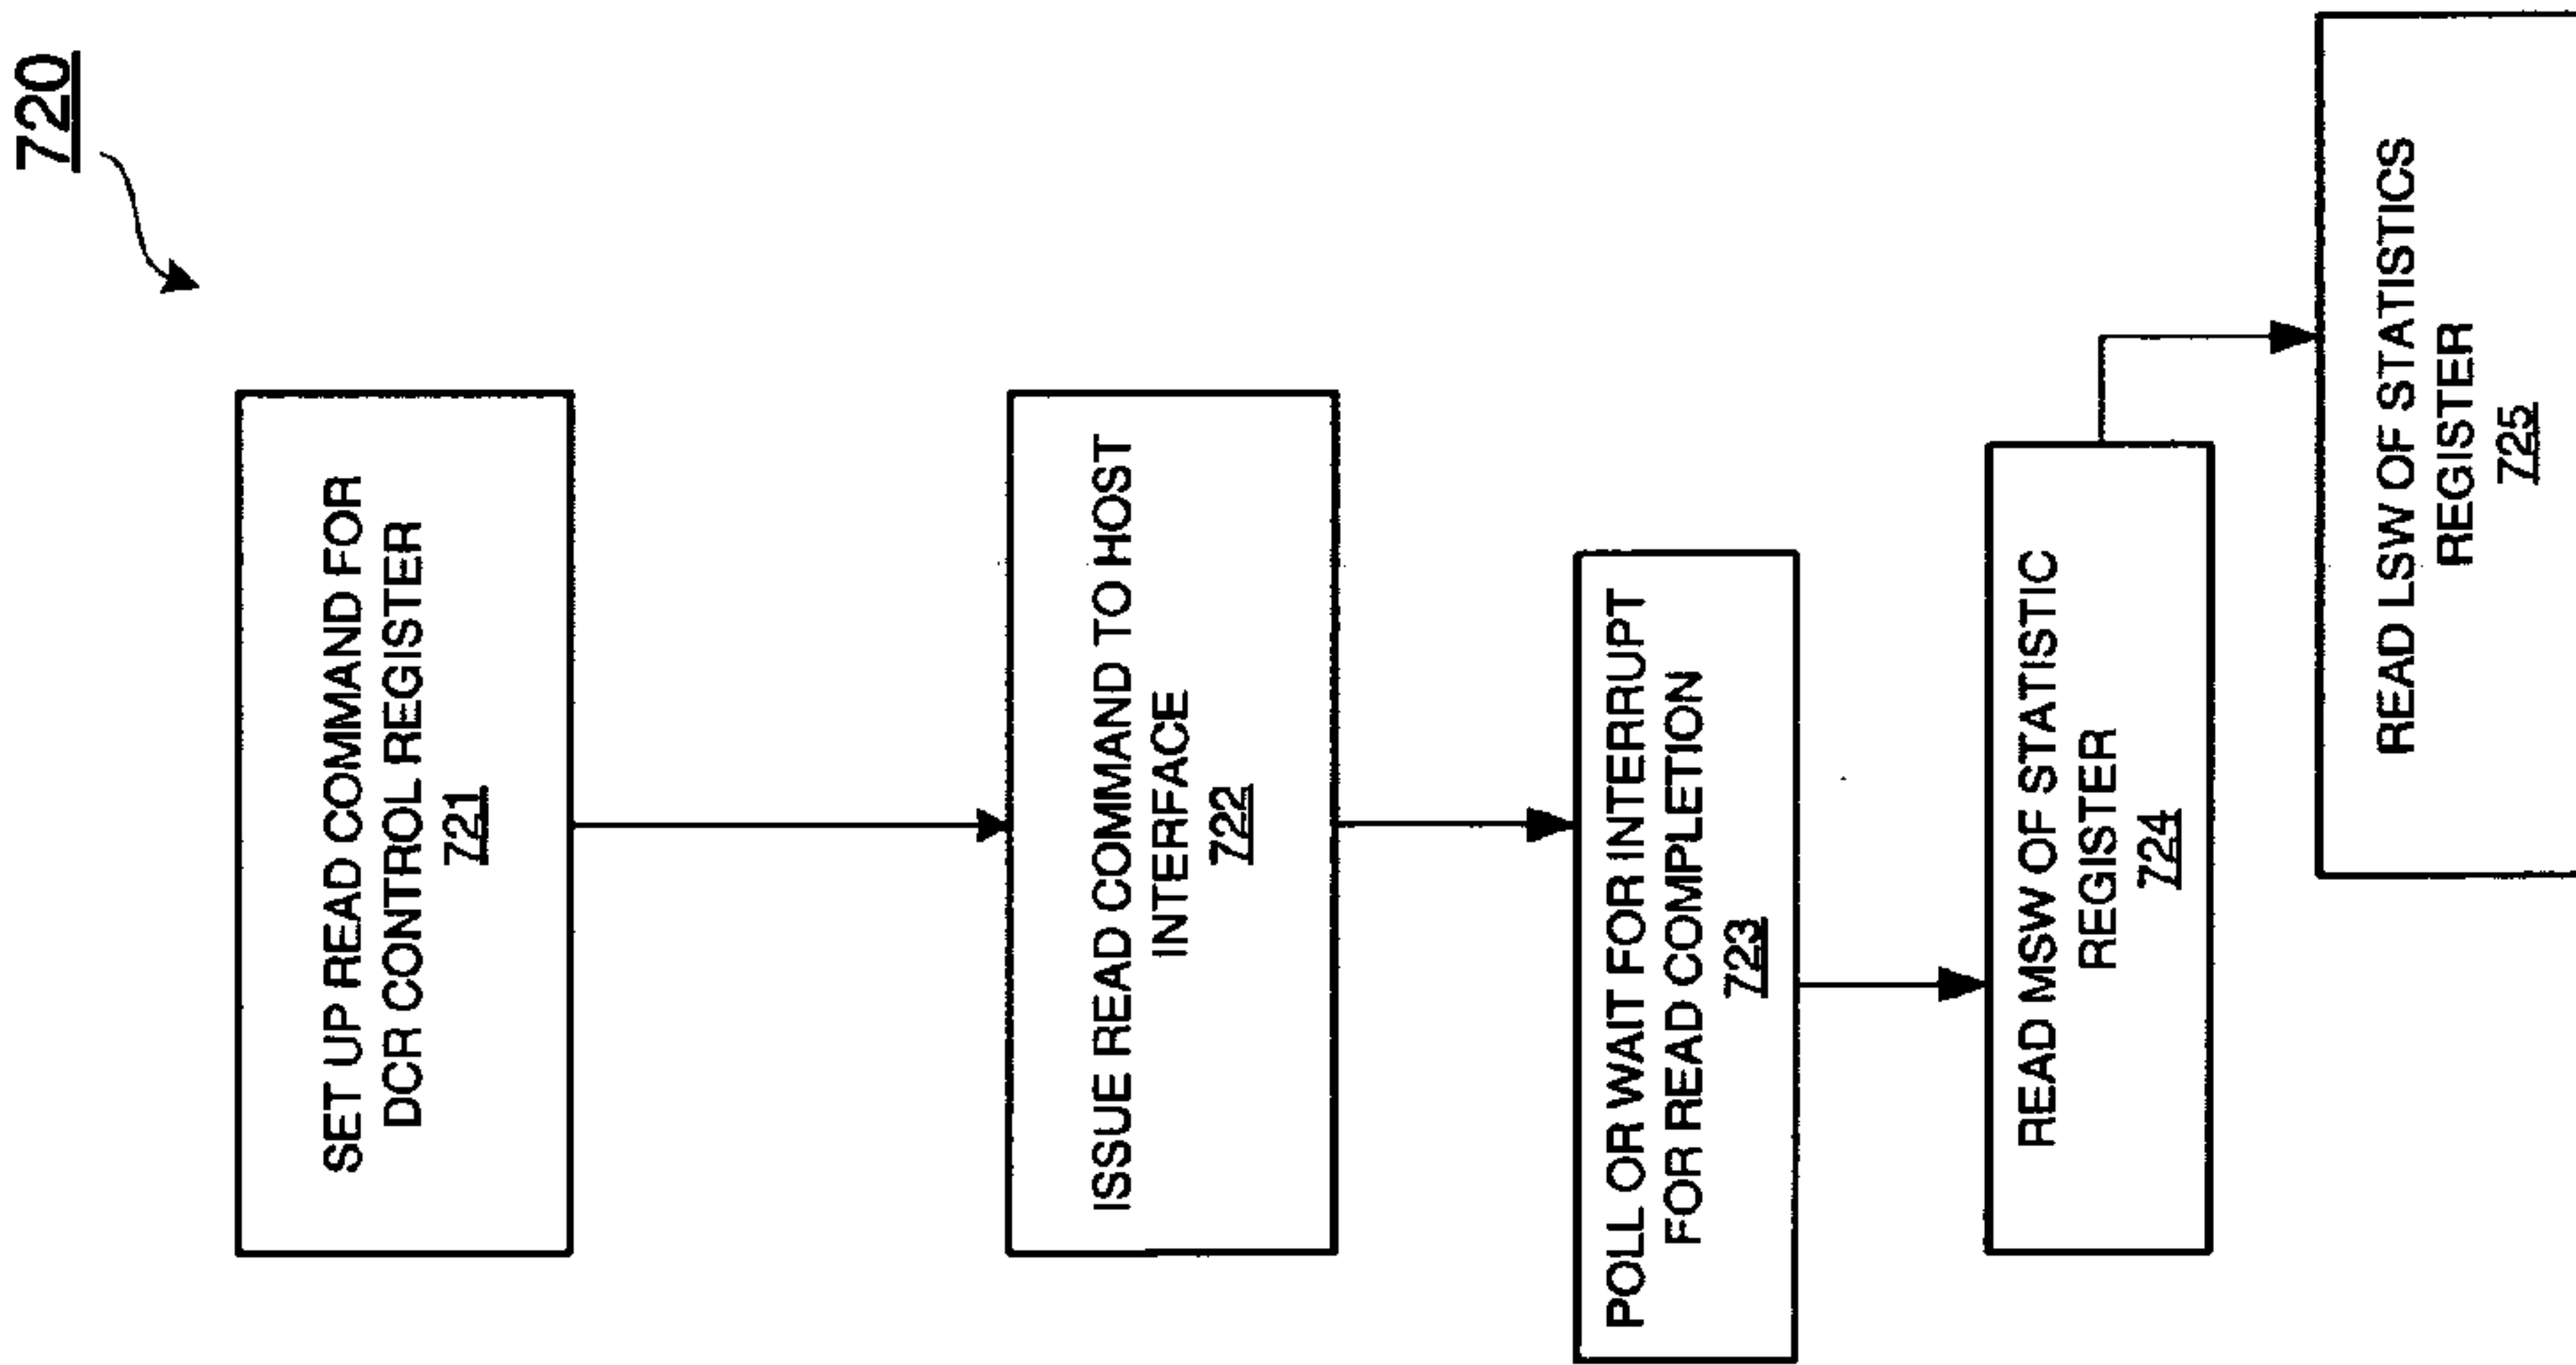 720
SET UP READ COMMAND FOR
DCR CONTROL REGISTER
721
ISSUE READ COMMAND TO HOST
INTERFACE
722
POLL OR WAIT FOR INTERRUPT
FOR READ COMPLETION
723
READ MSW OF STATISTIC
REGISTER
724
READ LSW OF STATISTICS
REGISTER
725